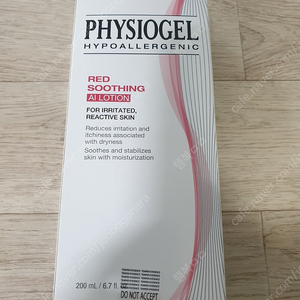 PHYSIOGEL
HYPOALLERGENIC
RED
SOOTHING
AI LOTION
FOR IRRITATED,
REACTIVE SKIN
Reduces irritation and
itchiness associated
with dryness
Soothes and stabilizes
skin with moisturization
200 mL / 6.7 fl.
DO NOT ACCEPT